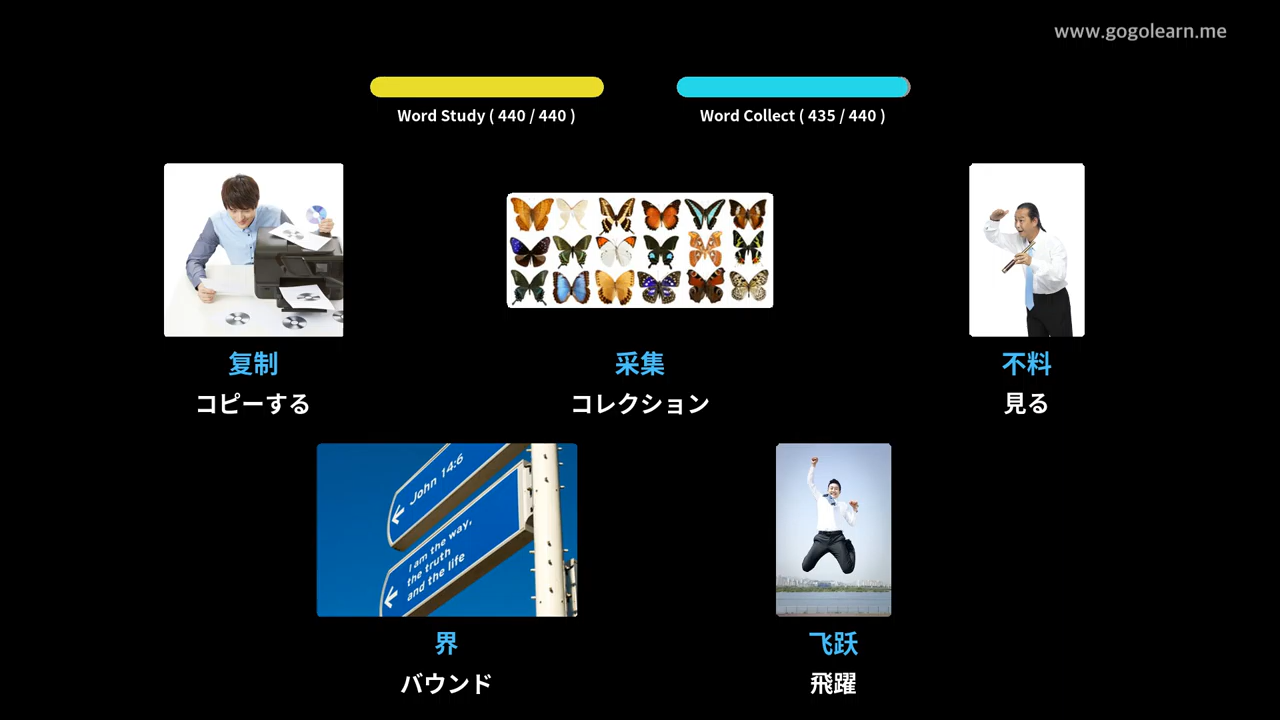 www.gogolearn.me
Word Study ( 440 / 440 )
Word Collect ( 435 / 440 )
复制
コピーする
采集
コレクション
不料
見る
John 14:6
I am the way,
the truth
and the life
界
バウンド
飞跃
飛躍